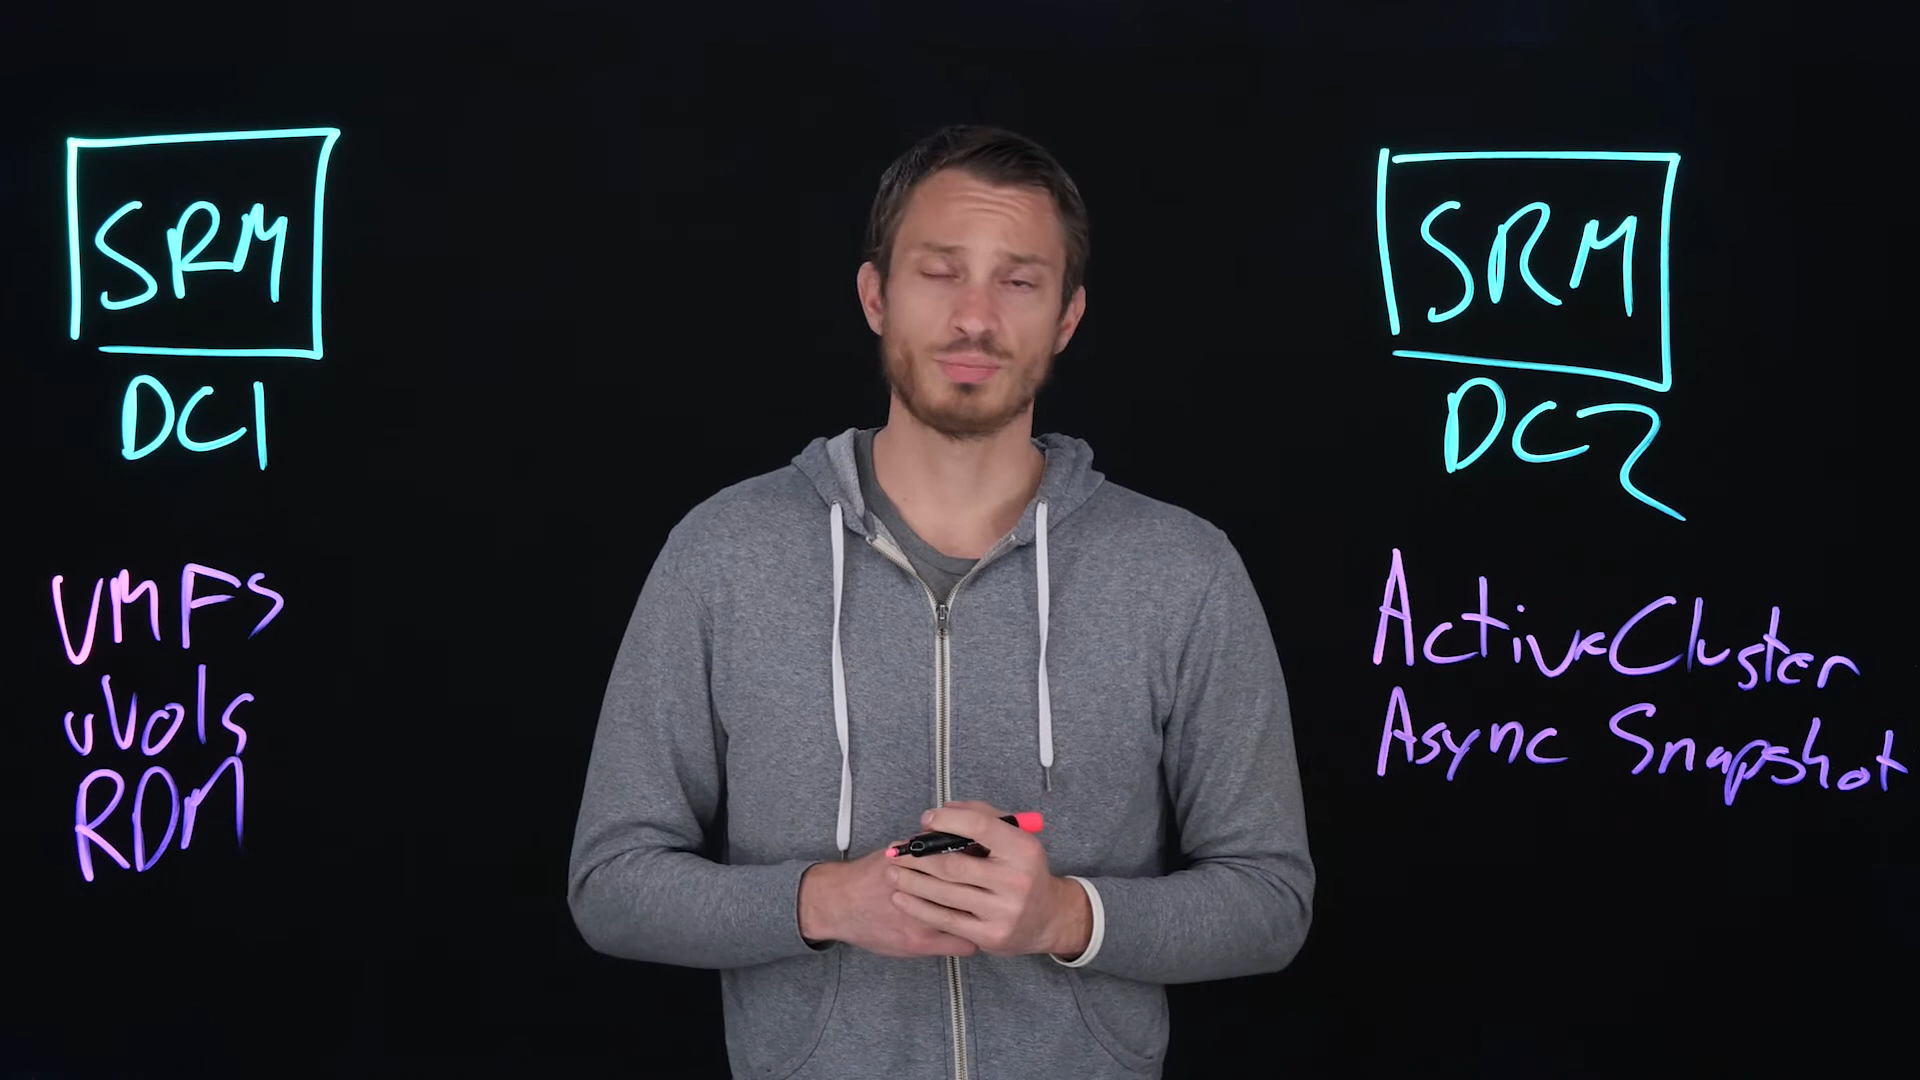 SRM
DC1
VMFS
vVols
RDM
SRM
DC2
ActiveCluster
Async Snapshot